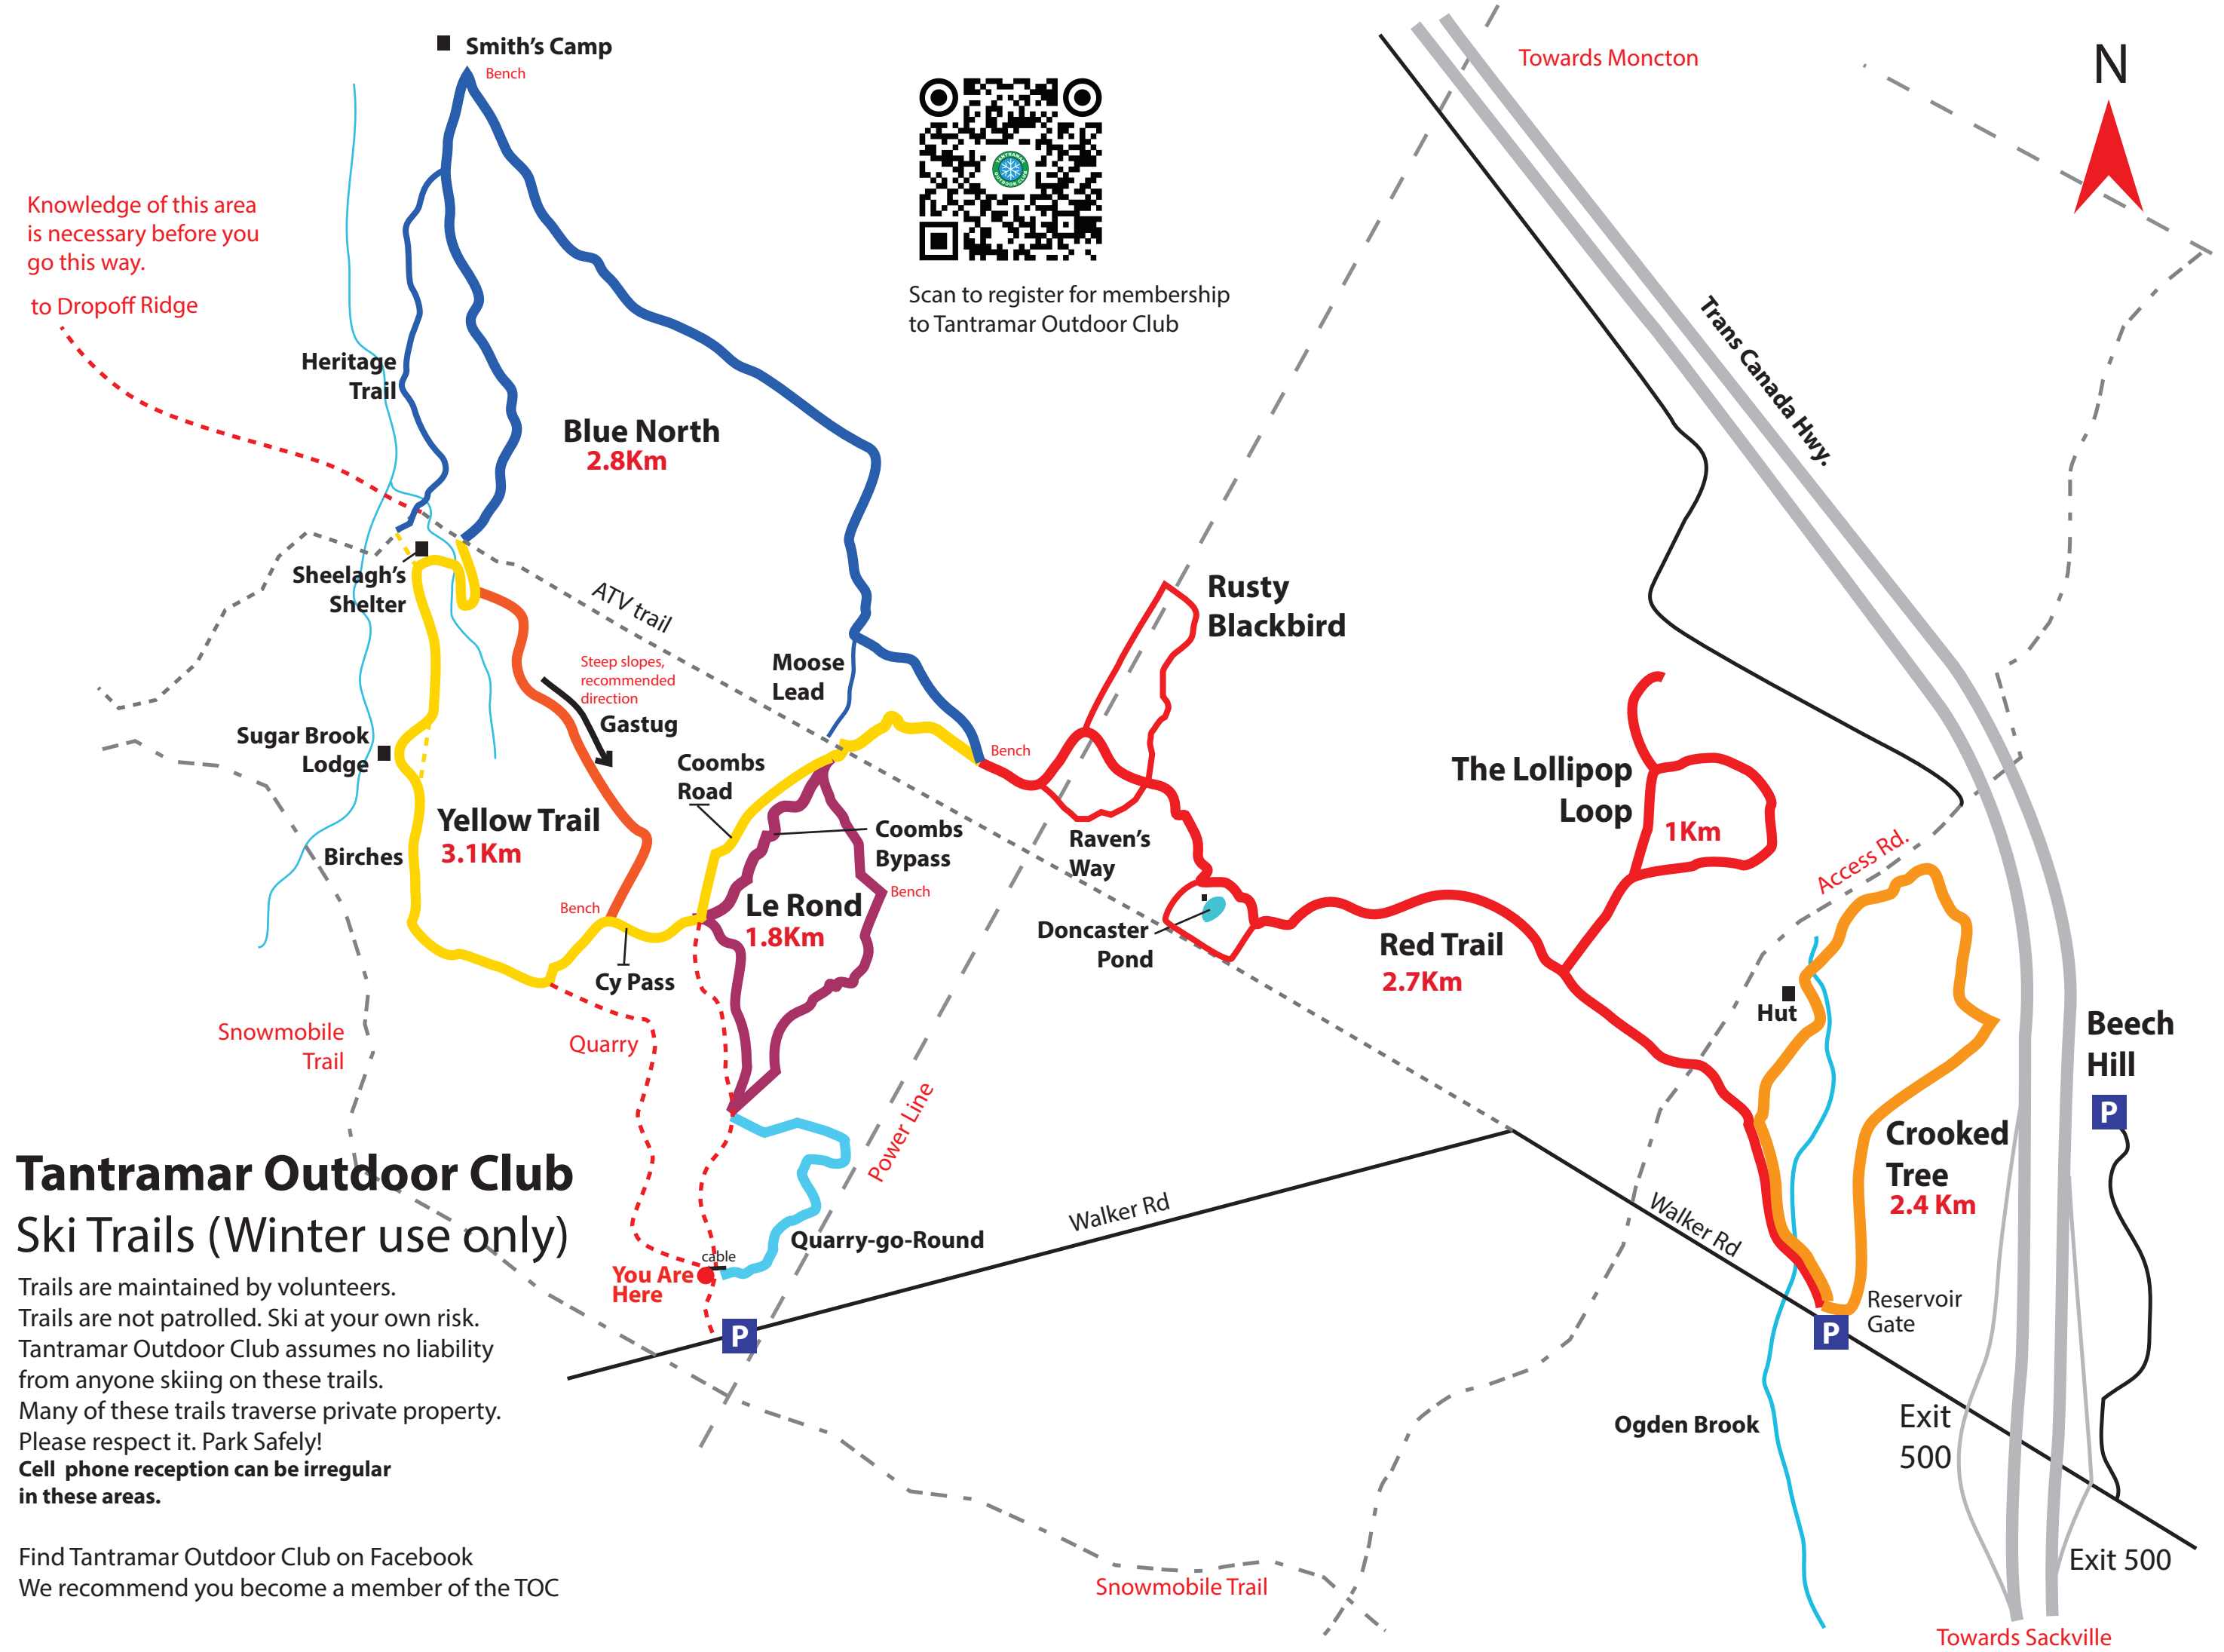 Smith's Camp
Bench
Towards Moncton
N
Knowledge of this area
is necessary before you
go this way.
to Dropoff Ridge
TANTRAMAR
OUTDOOR CLUB
Scan to register for membership
to Tantramar Outdoor Club
Trans Canada Hwy.
Heritage
Trail
Blue North
2.8Km
Sheelagh's
Shelter
ATV trail
Rusty
Blackbird
Steep slopes,
recommended
direction
Gastug
Moose
Lead
Sugar Brook
Lodge
Coombs
Road
Bench
The Lollipop
Loop
1Km
Yellow Trail
3.1Km
Birches
Coombs
Bypass
Raven's
Way
Access Rd.
Bench
Bench
Le Rond
1.8Km
Doncaster
Pond
Red Trail
2.7Km
Cy Pass
Hut
Snowmobile
Trail
Quarry
Beech
Hill
P
Power Line
Crooked
Tree
2.4 Km
Walker Rd
Walker Rd
Quarry-go-Round
cable
You Are
Here
P
Reservoir
Gate
P
Tantramar Outdoor Club
Ski Trails (Winter use only)
Trails are maintained by volunteers.
Trails are not patrolled. Ski at your own risk.
Tantramar Outdoor Club assumes no liability
from anyone skiing on these trails.
Many of these trails traverse private property.
Please respect it. Park Safely!
Cell  phone reception can be irregular
in these areas.
Find Tantramar Outdoor Club on Facebook
We recommend you become a member of the TOC
Ogden Brook
Exit
500
Exit 500
Snowmobile Trail
Towards Sackville